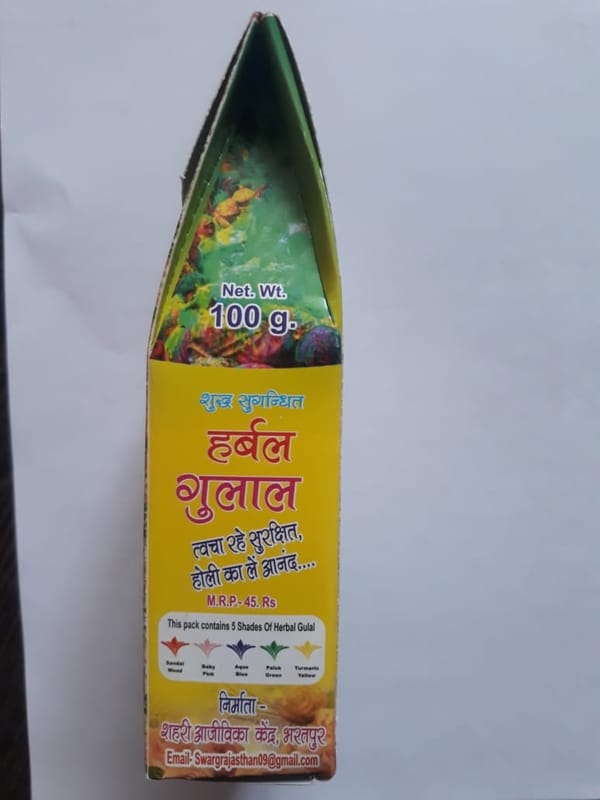 Net. Wt.
100 g.
शुद्ध सुगन्धित
हर्बल
गुलाल
त्वचा रहे सुरक्षित,
होली का लें आनंद....
M.R.P.- 45. Rs
This pack contains 5 Shades Of Herbal Gulal
Sandal Wood
Baby Pink
Aqua Blue
Palak Green
Turmeric Yellow
निर्माता -
शहरी आजीविका केंद्र, भरतपुर
Email- Swargrajasthan09@gmail.com